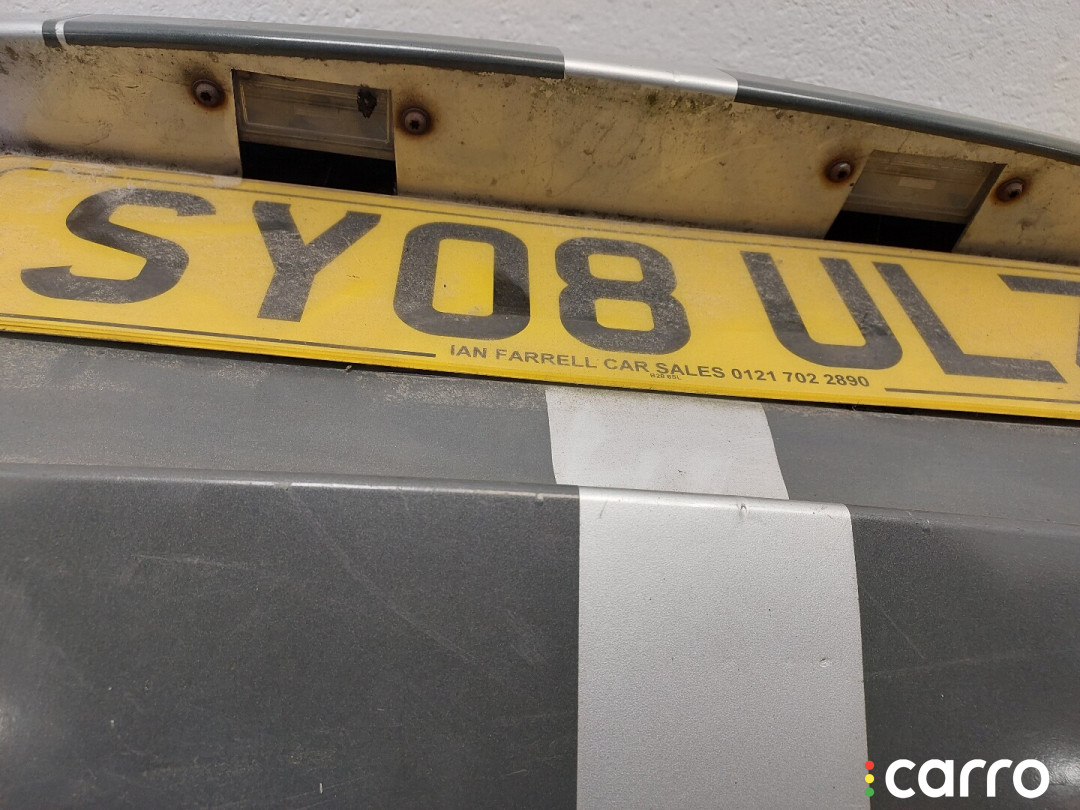 SY08 UL
IAN FARRELL CAR SALES 0121 702 2890
carro